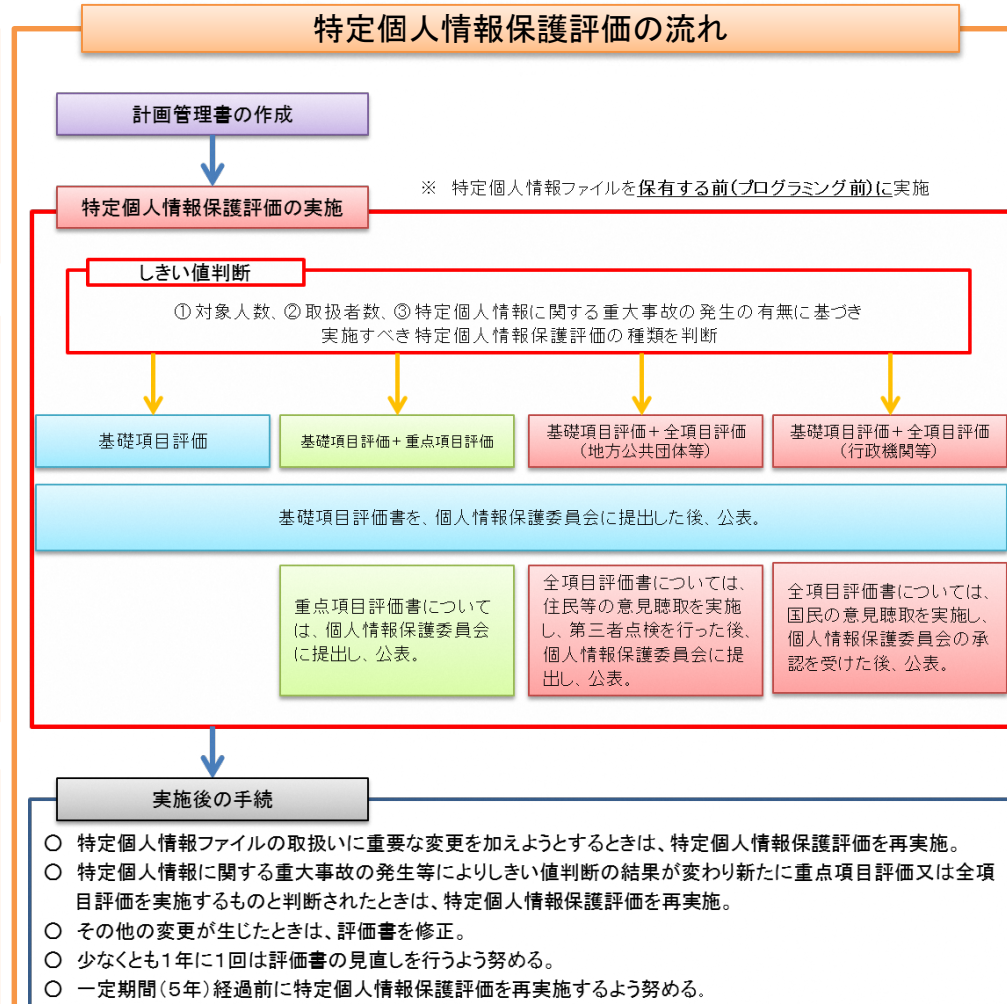 特定個人情報保護評価の流れ
計画管理書の作成
※ 特定個人情報ファイルを保有する前(プログラミング前)に実施
特定個人情報保護評価の実施
しきい値判断
①対象人数、②取扱者数、③特定個人情報に関する重大事故の発生の有無に基づき
実施すべき特定個人情報保護評価の種類を判断
基礎項目評価
基礎項目評価+重点項目評価
基礎項目評価+全項目評価
(地方公共団体等)
基礎項目評価+全項目評価
(行政機関等)
基礎項目評価書を、個人情報保護委員会に提出した後、公表。
重点項目評価書について
は、個人情報保護委員会
に提出し、公表。
全項目評価書については、
住民等の意見聴取を実施
し、第三者点検を行った後、
個人情報保護委員会に提
出し、公表。
全項目評価書については、
国民の意見聴取を実施し、
個人情報保護委員会の承
認を受けた後、公表。
実施後の手続
○ 特定個人情報ファイルの取扱いに重要な変更を加えようとするときは、特定個人情報保護評価を再実施。
○ 特定個人情報に関する重大事故の発生等によりしきい値判断の結果が変わり新たに重点項目評価又は全項
目評価を実施するものと判断されたときは、特定個人情報保護評価を再実施。
○ その他の変更が生じたときは、評価書を修正。
○ 少なくとも1年に1回は評価書の見直しを行うよう努める。
○ 一定期間(5年)経過前に特定個人情報保護評価を再実施するよう努める。